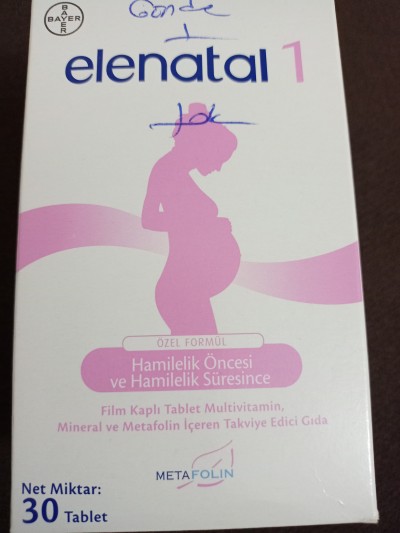 Günde
1
BAYER
BAYER
elenatal 1
tok
ÖZEL FORMÜL
Hamilelik Öncesi
ve Hamilelik Süresince
Film Kaplı Tablet Multivitamin,
Mineral ve Metafolin İçeren Takviye Edici Gıda
METAFOLIN
Net Miktar:
30 Tablet